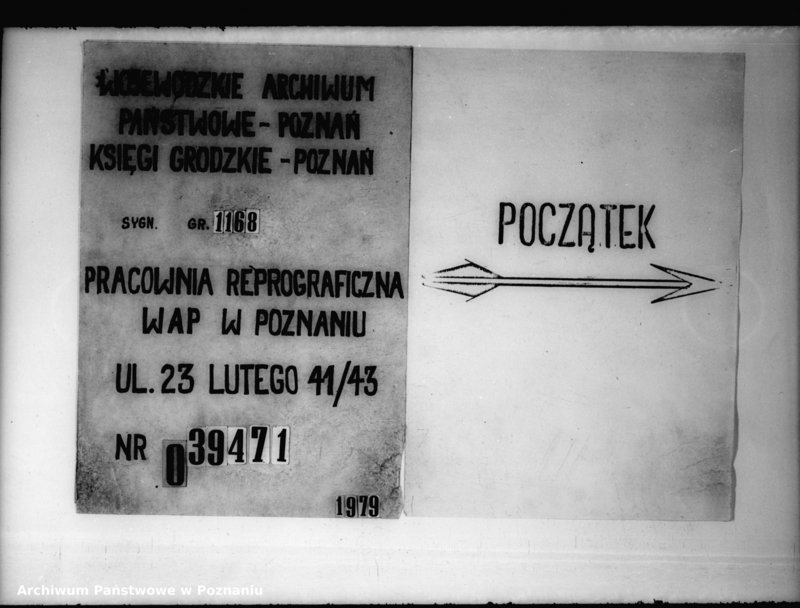 WOJEWÓDZKIE ARCHIWUM
PAŃSTWOWE - POZNAŃ
KSIĘGI GRODZKIE - POZNAŃ
SYGN. GR. 1168
PRACOWNIA REPROGRAFICZNA
WAP W POZNANIU
UL. 23 LUTEGO 41/43
NR 039471
1979
POCZĄTEK
Archiwum Państwowe w Poznaniu